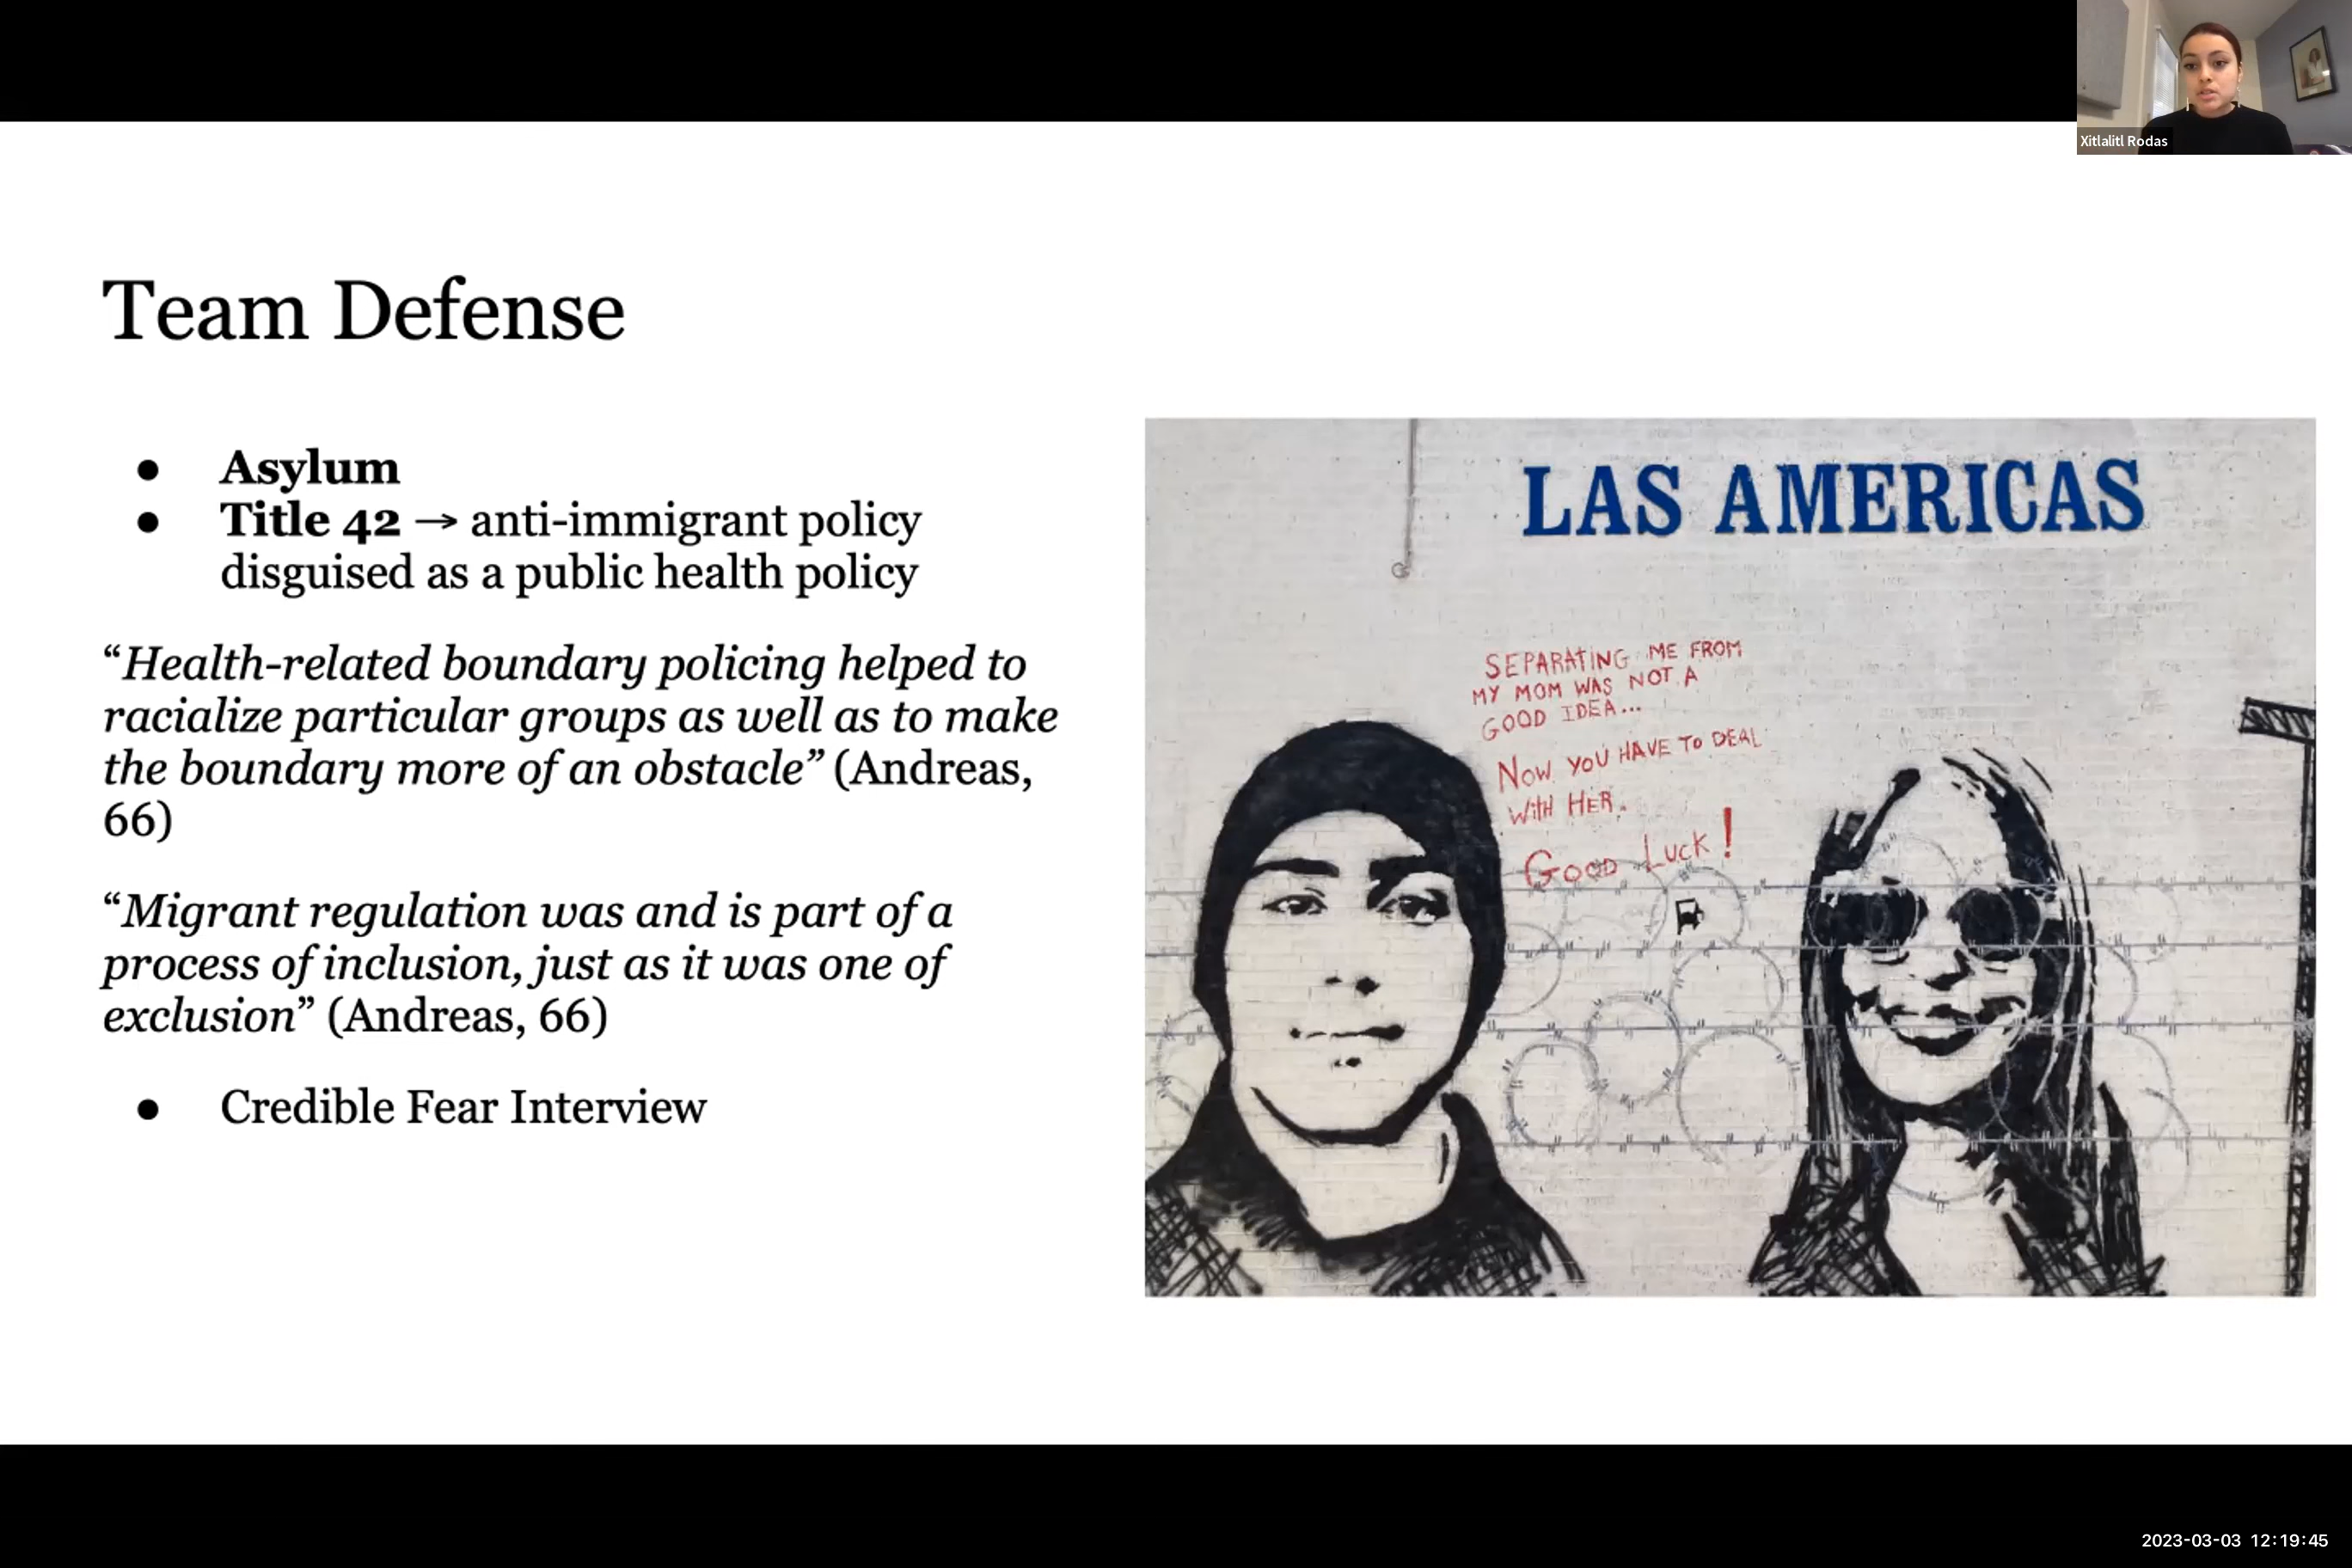 Xitlalitl Rodas
Team Defense
● Asylum
● Title 42 → anti-immigrant policy
disguised as a public health policy
“Health-related boundary policing helped to
racialize particular groups as well as to make
the boundary more of an obstacle” (Andreas,
66)
“Migrant regulation was and is part of a
process of inclusion, just as it was one of
exclusion” (Andreas, 66)
● Credible Fear Interview
LAS AMERICAS
SEPARATING ME FROM
MY MOM WAS NOT A
GOOD IDEA...
NOW YOU HAVE TO DEAL
WITH HER.
GOOD LUCK!
2023-03-03 12:19:45